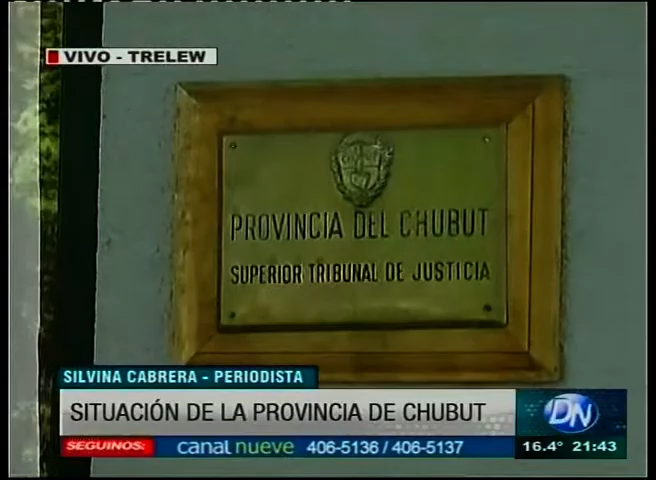 VIVO - TRELEW
PROVINCIA DEL CHUBUT
SUPERIOR TRIBUNAL DE JUSTICIA
SILVINA CABRERA - PERIODISTA
SITUACIÓN DE LA PROVINCIA DE CHUBUT
DN
SEGUINOS:
canal nueve 406-5136 / 406-5137
16.4° 21:43